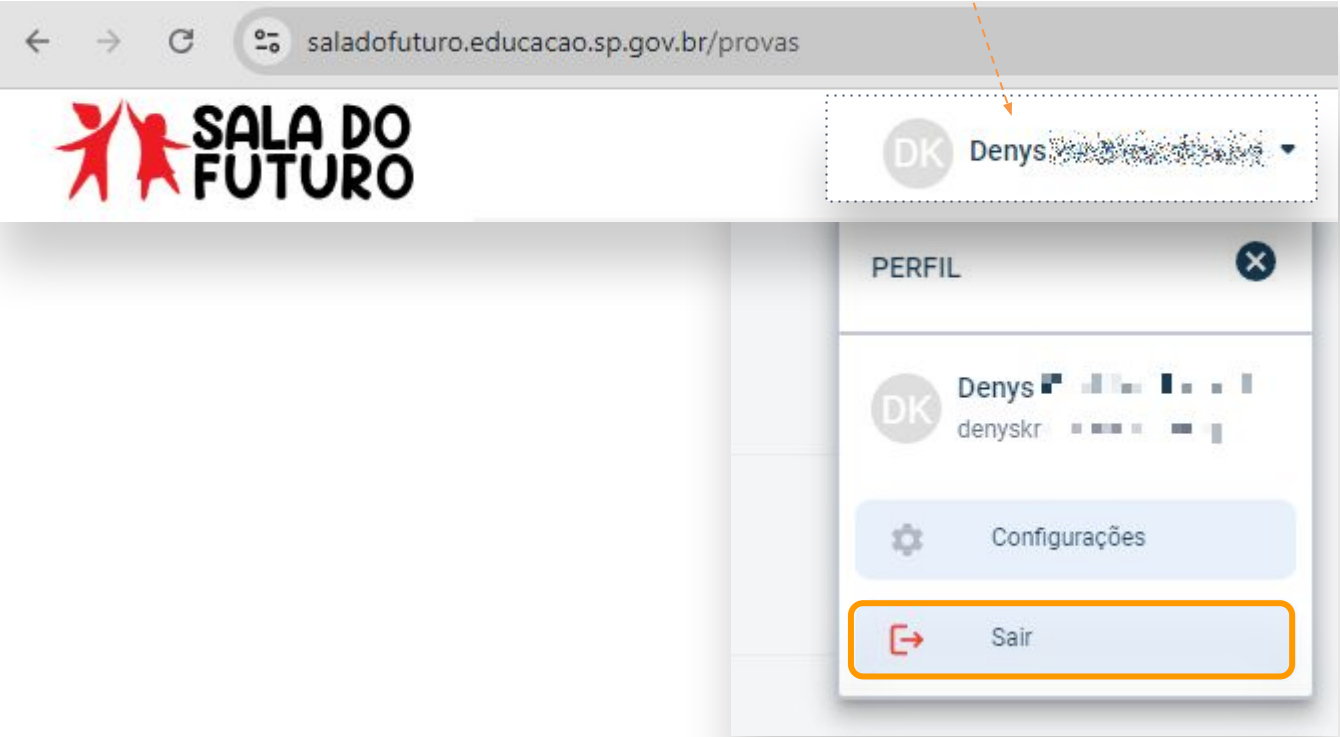 saladofuturo.educacao.sp.gov.br/provas
SALA DO
FUTURO
DK Denys
PERFIL
DK
Denys
denyskr
Configurações
Sair